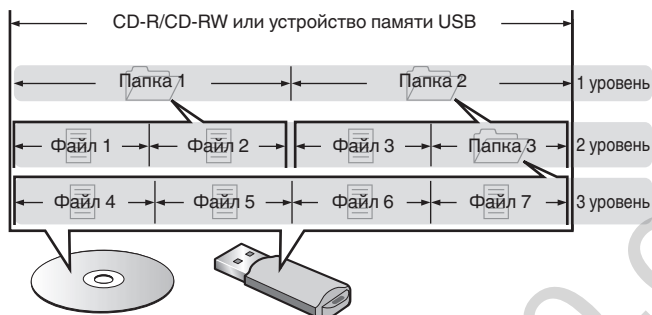 CD-R/CD-RW или устройство памяти USB
Папка 1 Папка 2 1 уровень
Файл 1 Файл 2 Файл 3 Папка 3 2 уровень
Файл 4 Файл 5 Файл 6 Файл 7 3 уровень